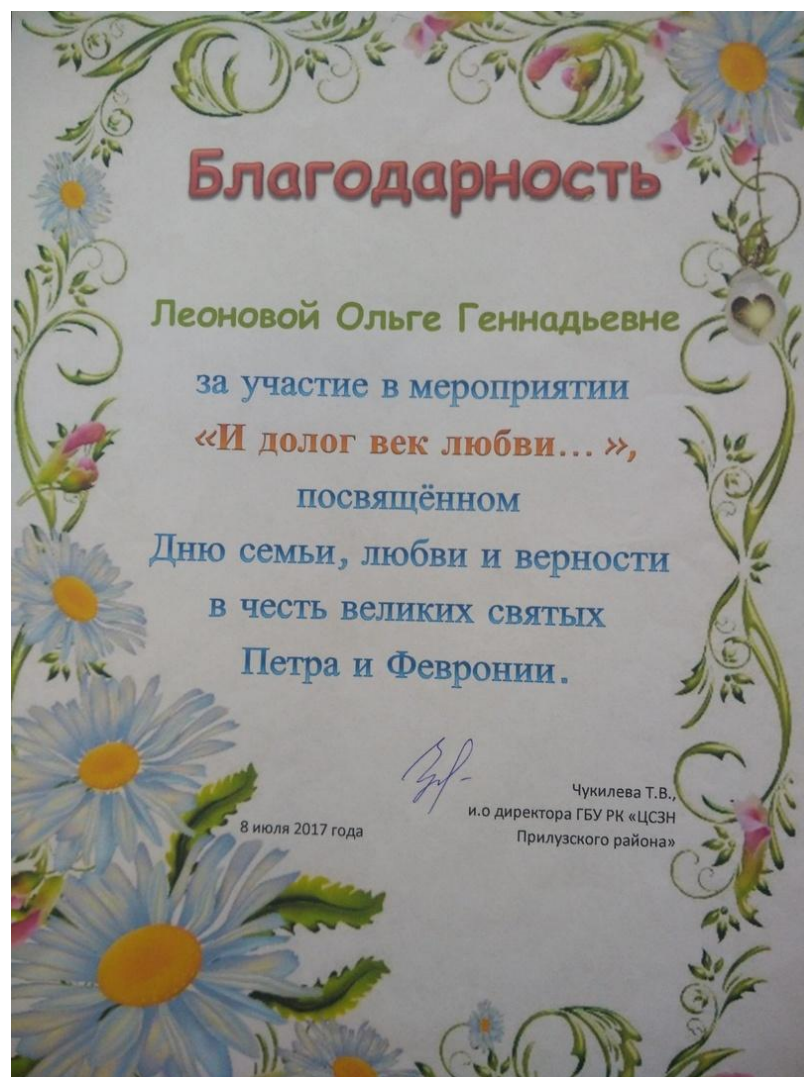 Благодарность
Леоновой Ольге Геннадьевне
за участие в мероприятии
«И долог век любви... »,
посвящённом
Дню семьи, любви и верности
в честь великих святых
Петра и Февронии.
Чукилева Т.В.,
и.о директора ГБУ РК «ЦСЗН
Прилузского района»
8 июля 2017 года